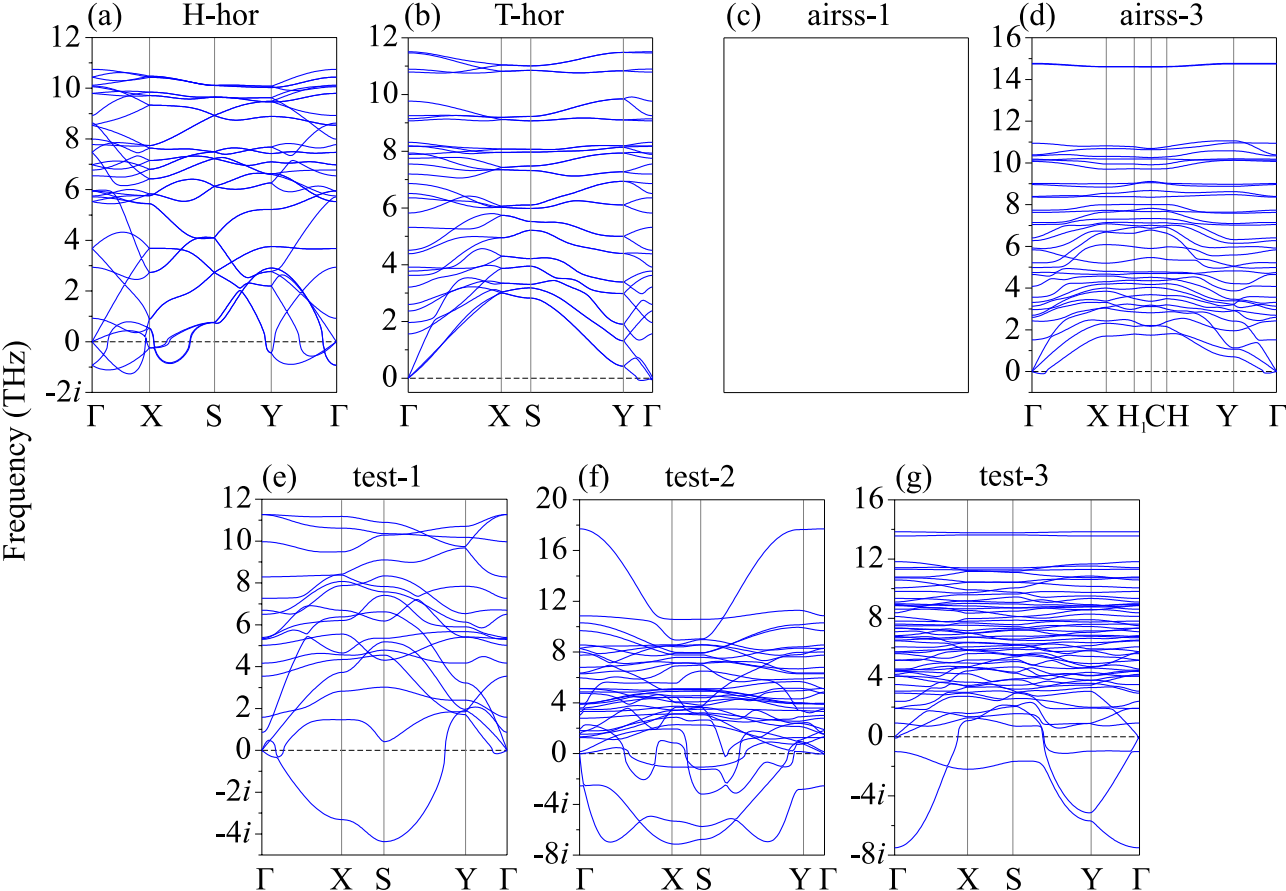 (a) H-hor
(b) T-hor
(c) airss-1
(d) airss-3
12
10
8
6
4
2
0
-2i
Γ X S Y Γ
12
10
8
6
4
2
0
Γ X S Y Γ
16
14
12
10
8
6
4
2
0
Γ X H₁ C H Y Γ
Frequency (THz)
(e) test-1
(f) test-2
(g) test-3
12
10
8
6
4
2
0
-2i
-4i
Γ X S Y Γ
20
16
12
8
4
0
-4i
-8i
Γ X S Y Γ
16
12
8
4
0
-4i
-8i
Γ X S Y Γ